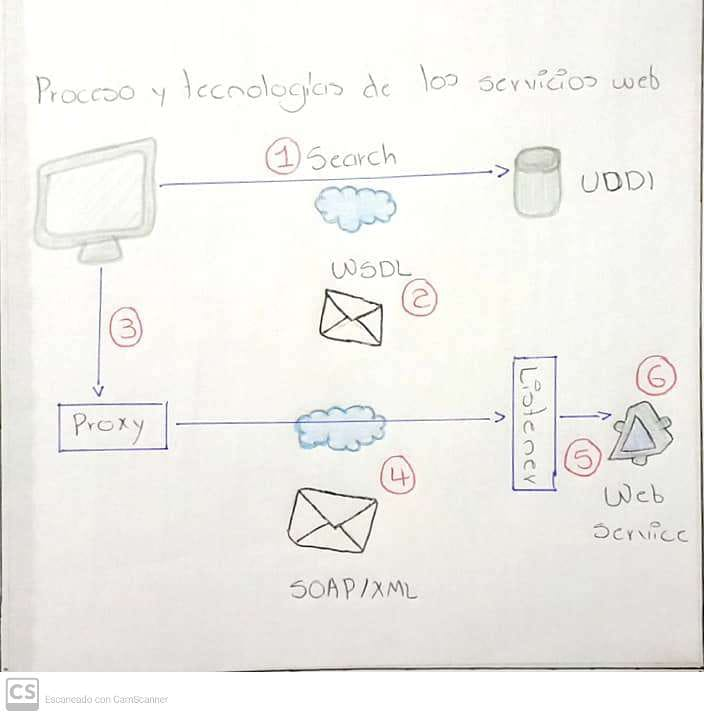 Proceso y tecnologías de los servicios web
1 Search
UDDI
WSDL
2
3
Proxy
Listener
6
5
4
Web
service
SOAP/XML
CS Escaneado con CamScanner